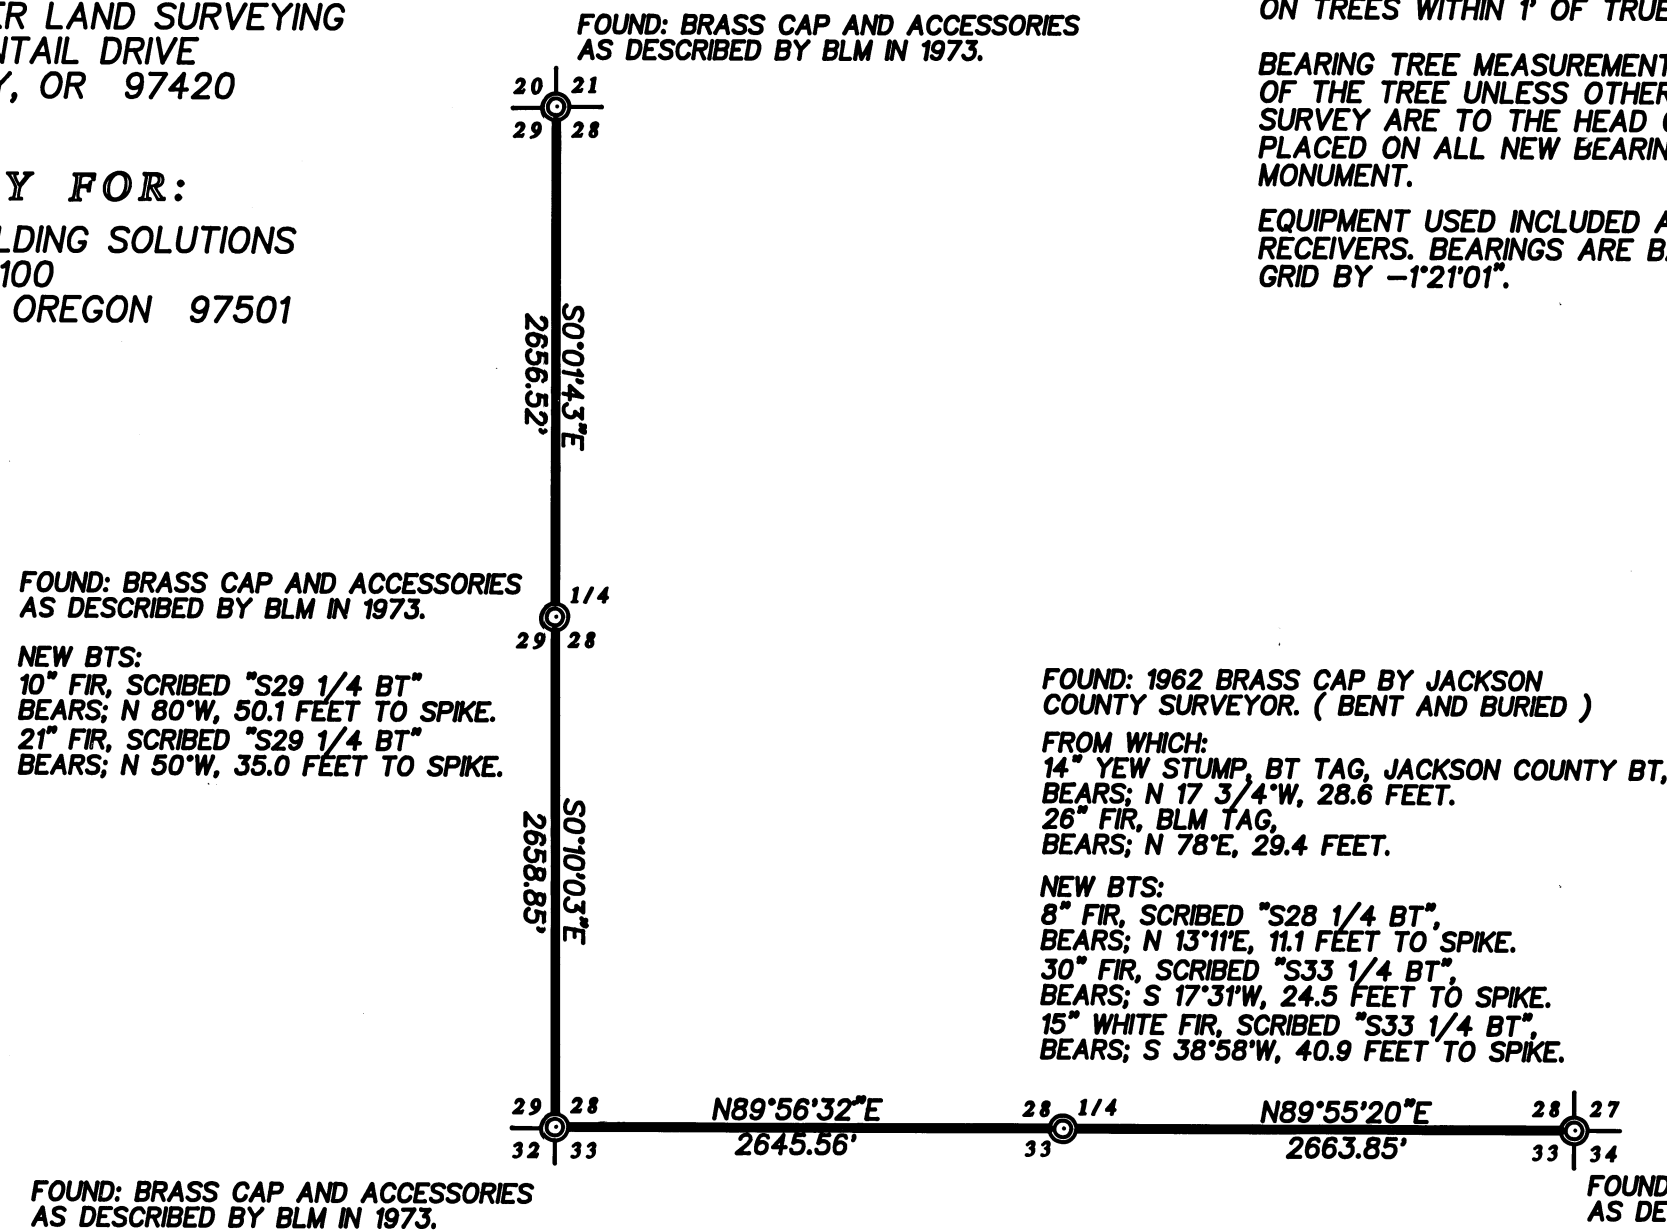 ER LAND SURVEYING
NTAIL DRIVE
Y, OR 97420
Y FOR:
LDING SOLUTIONS
100
OREGON 97501
FOUND: BRASS CAP AND ACCESSORIES
AS DESCRIBED BY BLM IN 1973.
20 21
29 28
ON TREES WITHIN 1' OF TRUE
BEARING TREE MEASUREMENT
OF THE TREE UNLESS OTHER
SURVEY ARE TO THE HEAD
PLACED ON ALL NEW BEARIN
MONUMENT.
EQUIPMENT USED INCLUDED A
RECEIVERS. BEARINGS ARE B
GRID BY -1°21'01".
S0°01'43"E
2656.52'
FOUND: BRASS CAP AND ACCESSORIES
AS DESCRIBED BY BLM IN 1973.
1/4
29 28
NEW BTS:
10" FIR, SCRIBED "S29 1/4 BT"
BEARS; N 80°W, 50.1 FEET TO SPIKE.
21" FIR, SCRIBED "S29 1/4 BT"
BEARS; N 50°W, 35.0 FEET TO SPIKE.
S0°10'03"E
2658.85'
FOUND: 1962 BRASS CAP BY JACKSON
COUNTY SURVEYOR. ( BENT AND BURIED )
FROM WHICH:
14" YEW STUMP, BT TAG, JACKSON COUNTY BT,
BEARS; N 17 3/4°W, 28.6 FEET.
26" FIR, BLM TAG,
BEARS; N 78°E, 29.4 FEET.
NEW BTS:
8" FIR, SCRIBED "S28 1/4 BT",
BEARS; N 13°11'E, 11.1 FEET TO SPIKE.
30" FIR, SCRIBED "S33 1/4 BT",
BEARS; S 17°31'W, 24.5 FEET TO SPIKE.
15" WHITE FIR, SCRIBED "S33 1/4 BT",
BEARS; S 38°58'W, 40.9 FEET TO SPIKE.
29 28
32 33
N89°56'32"E
2645.56'
28 1/4
33
N89°55'20"E
2663.85'
28 27
33 34
FOUND: BRASS CAP AND ACCESSORIES
AS DESCRIBED BY BLM IN 1973.
FOUND
AS DE